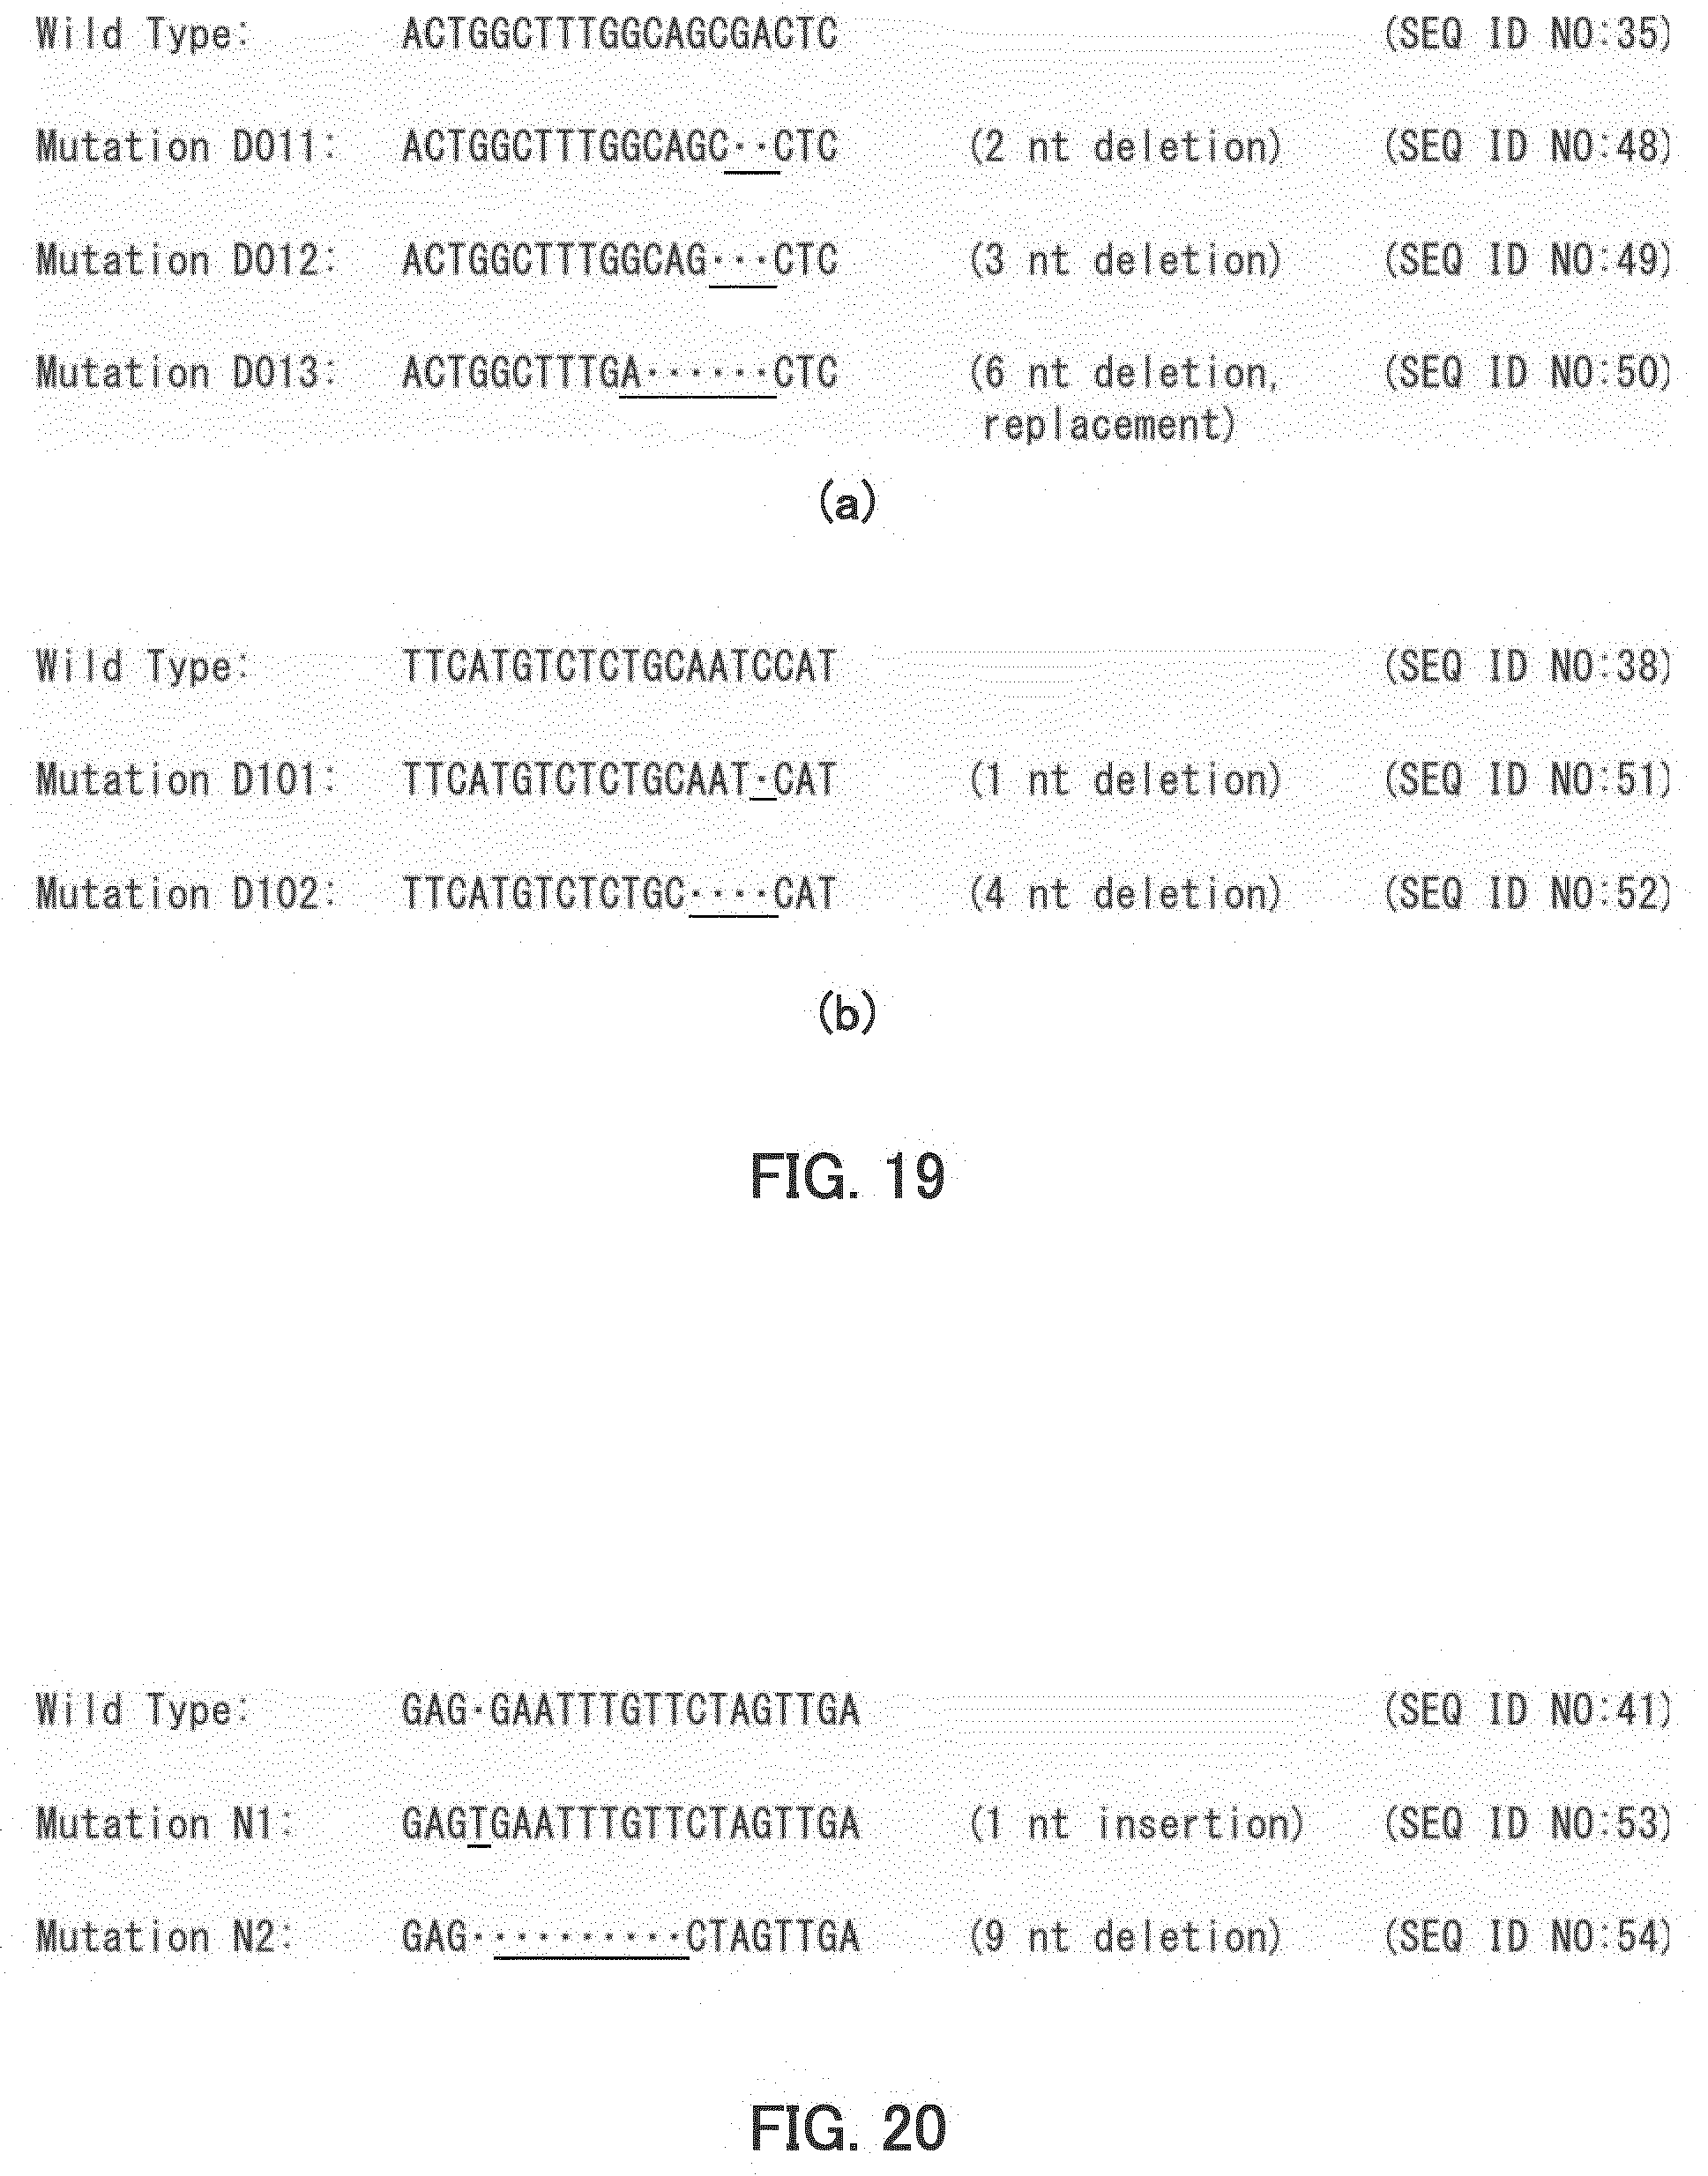 Wild Type: ACTGGCTTTGGCAGCGACTC (SEQ ID NO:35)
Mutation D011: ACTGGCTTTGGCAGC··CTC (2 nt deletion) (SEQ ID NO:48)
Mutation D012: ACTGGCTTTGGCAG···CTC (3 nt deletion) (SEQ ID NO:49)
Mutation D013: ACTGGCTTTGA······CTC (6 nt deletion, (SEQ ID NO:50)
replacement)
(a)
Wild Type: TTCATGTCTCTGCAATCCAT (SEQ ID NO:38)
Mutation D101: TTCATGTCTCTGCAAT·CAT (1 nt deletion) (SEQ ID NO:51)
Mutation D102: TTCATGTCTCTGC····CAT (4 nt deletion) (SEQ ID NO:52)
(b)
FIG. 19
Wild Type: GAG·GAATTTGTTCTAGTTGA (SEQ ID NO:41)
Mutation N1: GAGTGAATTTGTTCTAGTTGA (1 nt insertion) (SEQ ID NO:53)
Mutation N2: GAG··········CTAGTTGA (9 nt deletion) (SEQ ID NO:54)
FIG. 20